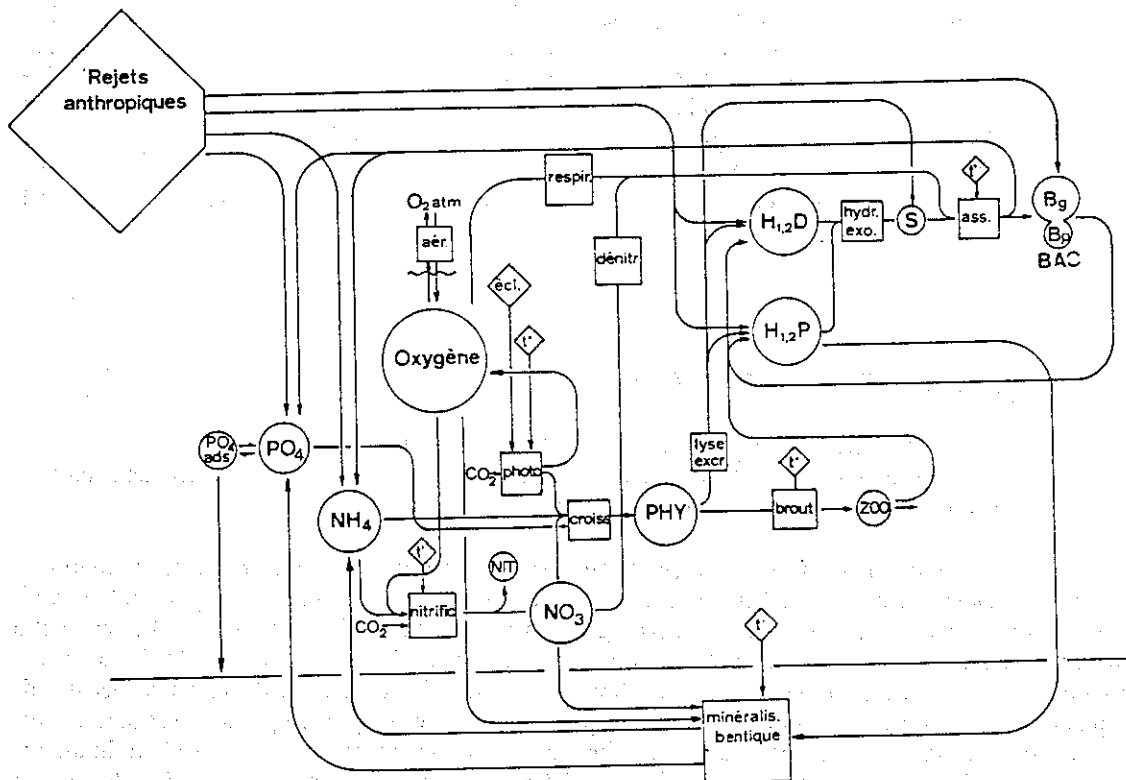 Rejets
anthropiques
O₂ atm
aér.
respir.
dénitr
écl.
t°
Oxygène
H₁,₂D
hydr.
exo.
S
t°
ass.
Bg
Bp
BAC
H₁,₂P
PO₄
ads
PO₄
NH₄
t°
CO₂
photo
croiss
lyse
excr.
PHY
t°
brout
ZOO
t°
NIT
nitrific
CO₂
NO₃
t°
minéralis.
bentique